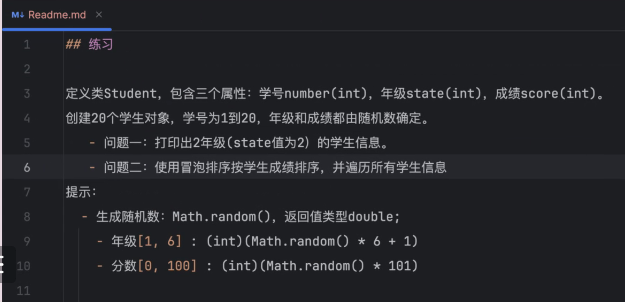 Readme.md
1 ## 练习
2
3 定义类Student，包含三个属性：学号number(int)，年级state(int)，成绩score(int)。
4 创建20个学生对象，学号为1到20，年级和成绩都由随机数确定。
5 - 问题一：打印出2年级(state值为2）的学生信息。
6 - 问题二：使用冒泡排序按学生成绩排序，并遍历所有学生信息
7 提示：
8 - 生成随机数：Math.random()，返回值类型double;
9 - 年级[1, 6] : (int)(Math.random() * 6 + 1)
10 - 分数[0, 100] : (int)(Math.random() * 101)
11